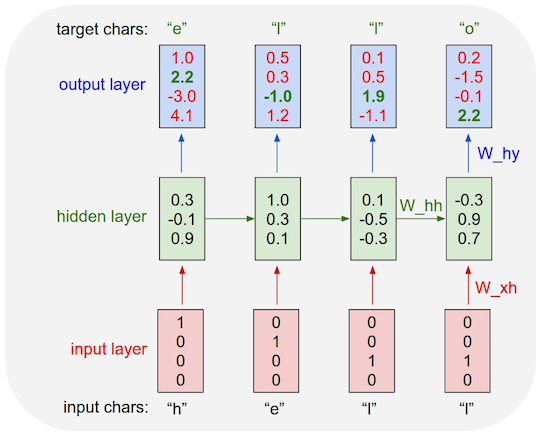 target chars: “e” “l” “l” “o”
output layer
1.0 0.5 0.1 0.2
2.2 0.3 0.5 -1.5
-3.0 -1.0 1.9 -0.1
4.1 1.2 -1.1 2.2
W_hy
hidden layer
0.3 1.0 0.1 -0.3
-0.1 0.3 -0.5 0.9
0.9 0.1 -0.3 0.7
W_hh
W_xh
input layer
1 0 0 0
0 1 0 0
0 0 1 1
0 0 0 0
input chars: “h” “e” “l” “l”